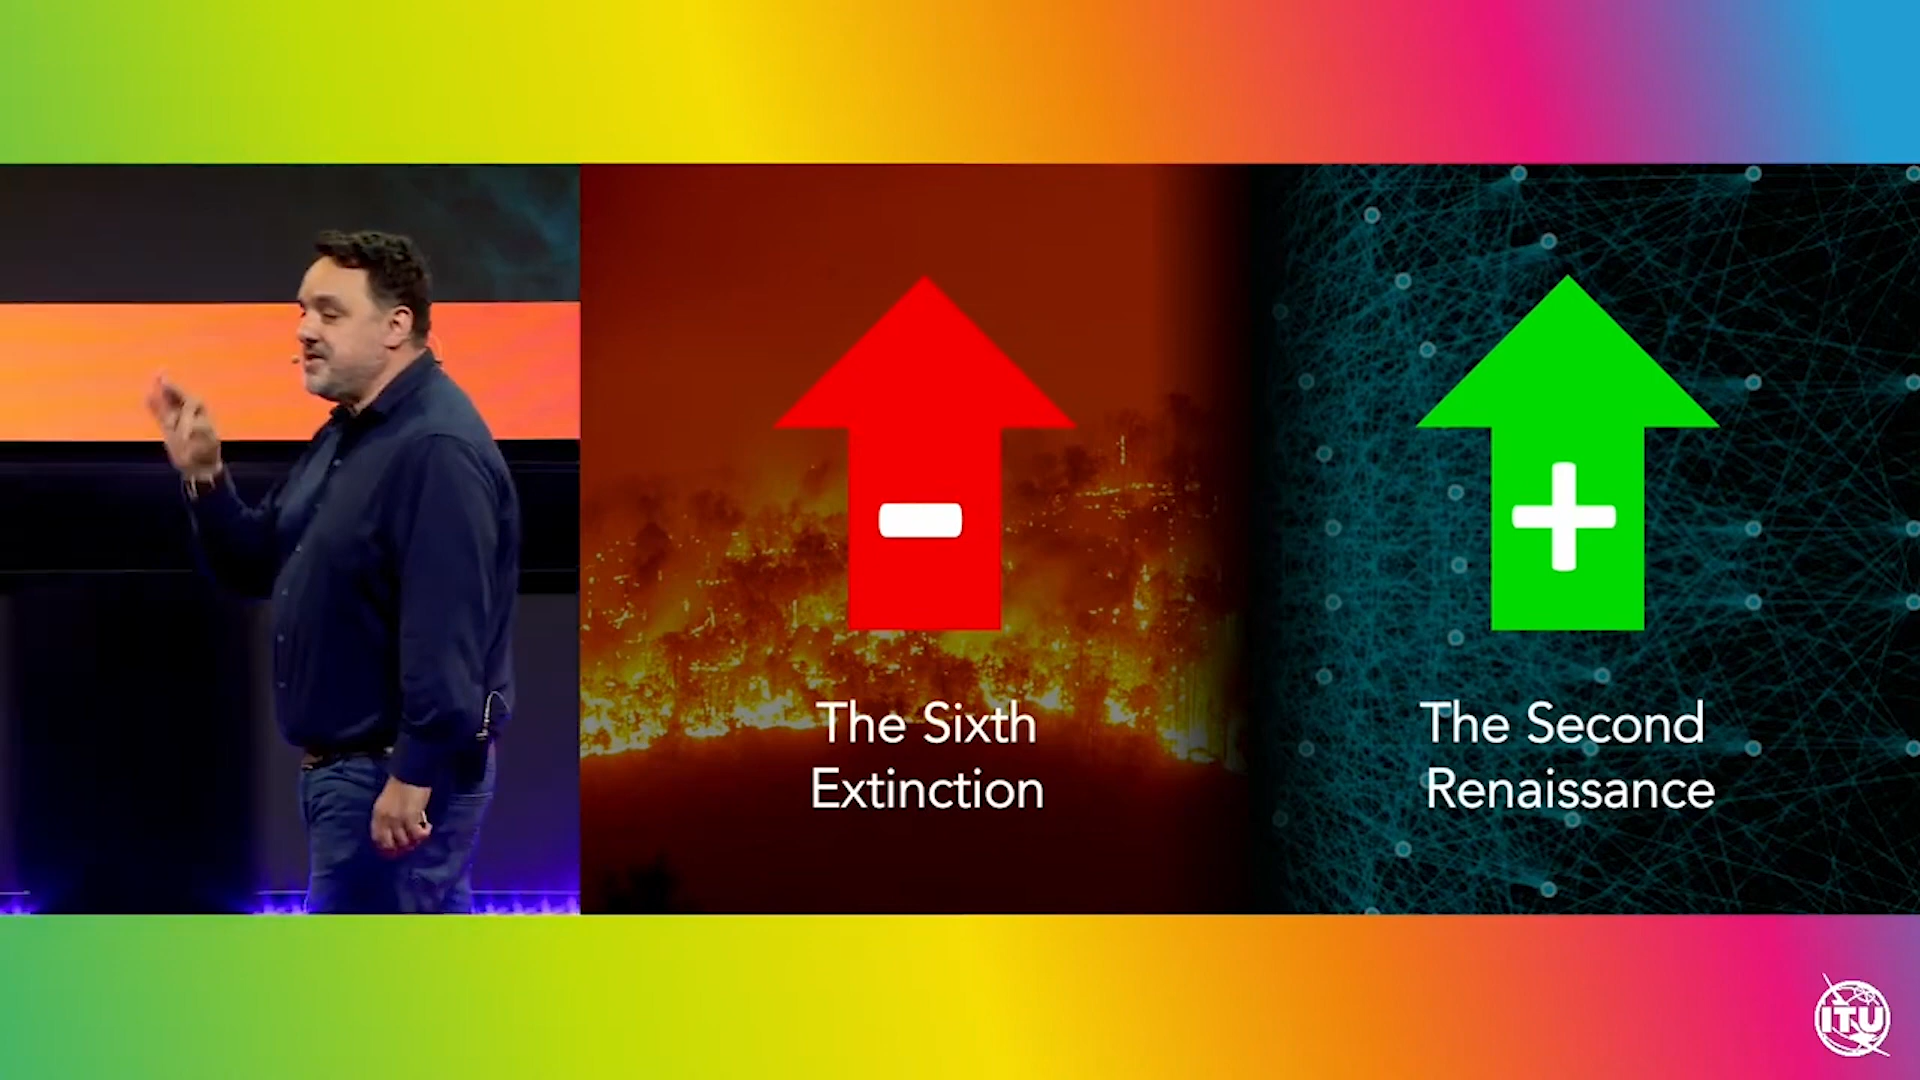 The Sixth
Extinction
The Second
Renaissance
ITU